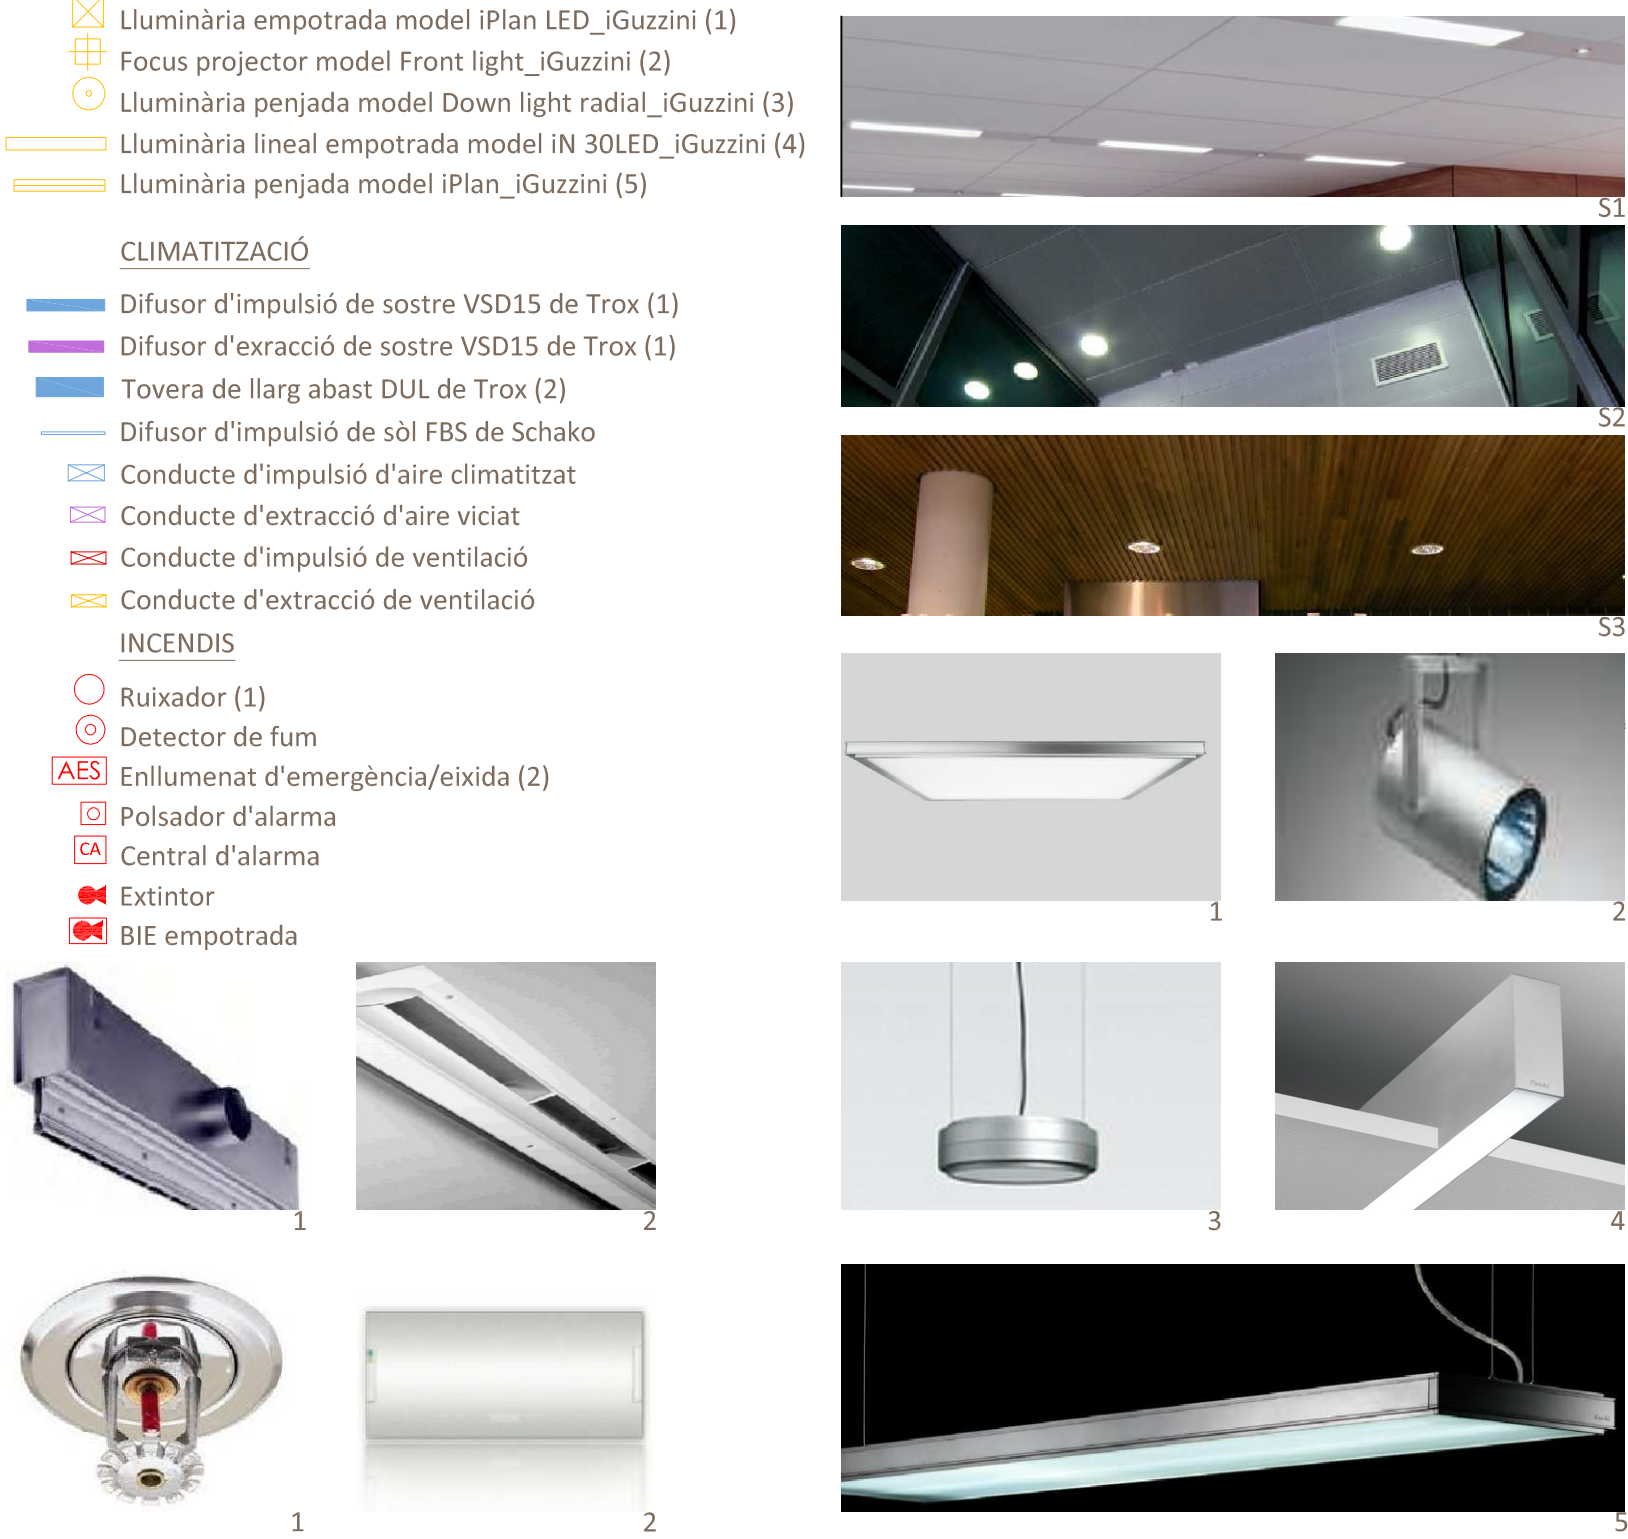 Lluminària empotrada model iPlan LED_iGuzzini (1)
Focus projector model Front light_iGuzzini (2)
Lluminària penjada model Down light radial_iGuzzini (3)
Lluminària lineal empotrada model iN 30LED_iGuzzini (4)
Lluminària penjada model iPlan_iGuzzini (5)
CLIMATITZACIÓ
Difusor d'impulsió de sostre VSD15 de Trox (1)
Difusor d'exracció de sostre VSD15 de Trox (1)
Tovera de llarg abast DUL de Trox (2)
Difusor d'impulsió de sòl FBS de Schako
Conducte d'impulsió d'aire climatitzat
Conducte d'extracció d'aire viciat
Conducte d'impulsió de ventilació
Conducte d'extracció de ventilació
INCENDIS
Ruixador (1)
Detector de fum
AES Enllumenat d'emergència/eixida (2)
Polsador d'alarma
CA Central d'alarma
Extintor
BIE empotrada
1
2
1
2
S1
S2
S3
1
2
3
4
5